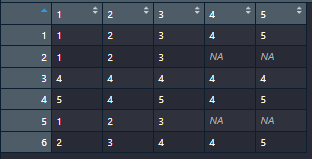 1 2 3 4 5
1 1 2 3 4 5
2 1 2 3 NA NA
3 4 4 4 4 4
4 5 4 5 4 5
5 1 2 3 NA NA
6 2 3 4 4 5